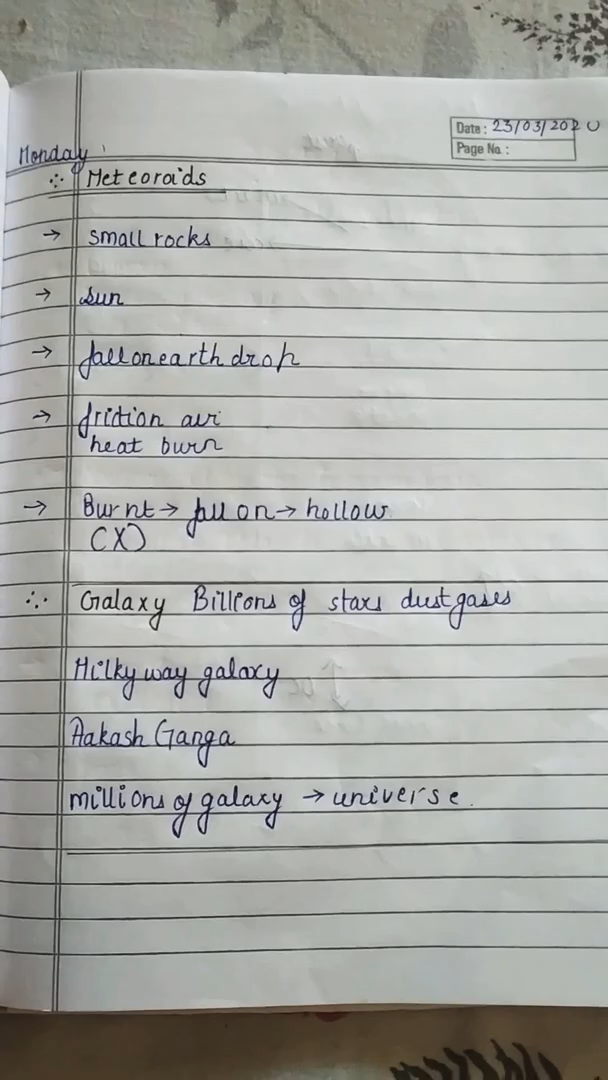 Date: 23/03/2020
Page No.:
Monday
∴ Meteoroids
→ small rocks
→ Sun
→ fall on earth drop
→ friction air
heat burn
→ Burnt → fall on → hollow
(X)
∴ Galaxy Billions of stars dust gases
Milky way galaxy
Aakash Ganga
millions of galaxy → universe.